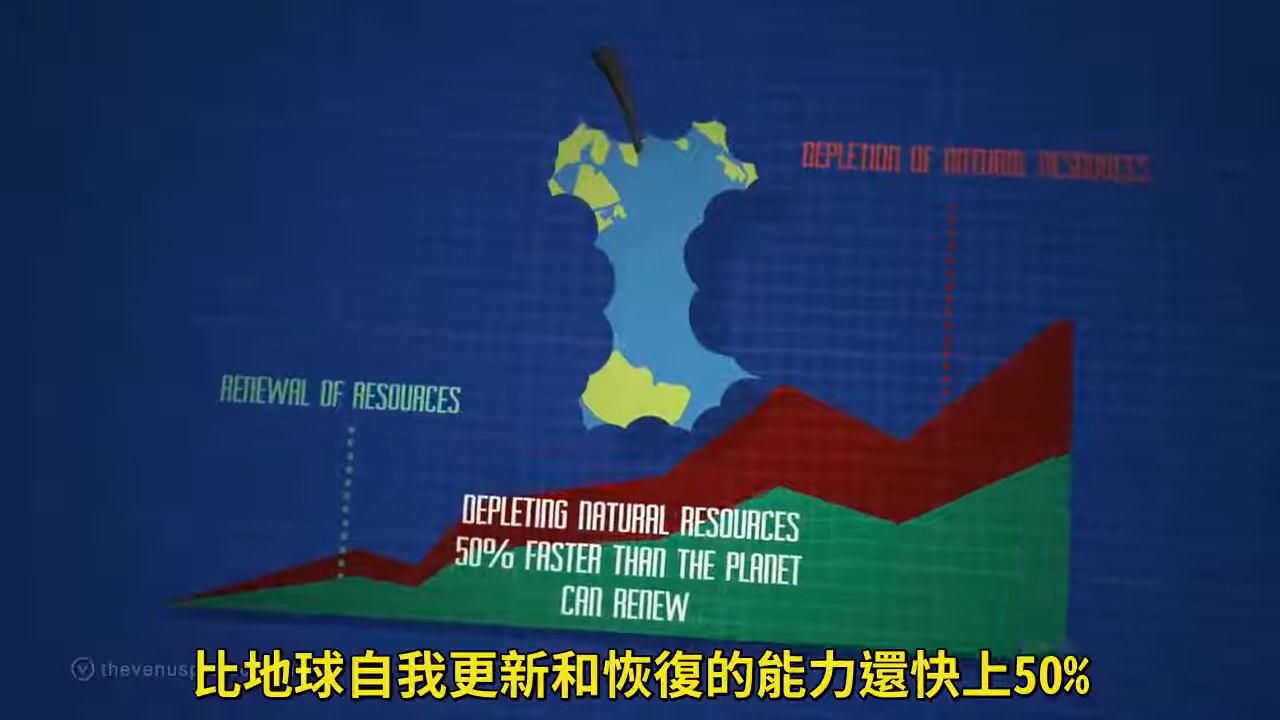 DEPLETION OF NATURAL RESOURCES
RENEWAL OF RESOURCES
DEPLETING NATURAL RESOURCES
50% FASTER THAN THE PLANET
CAN RENEW
比地球自我更新和恢復的能力還快上50%